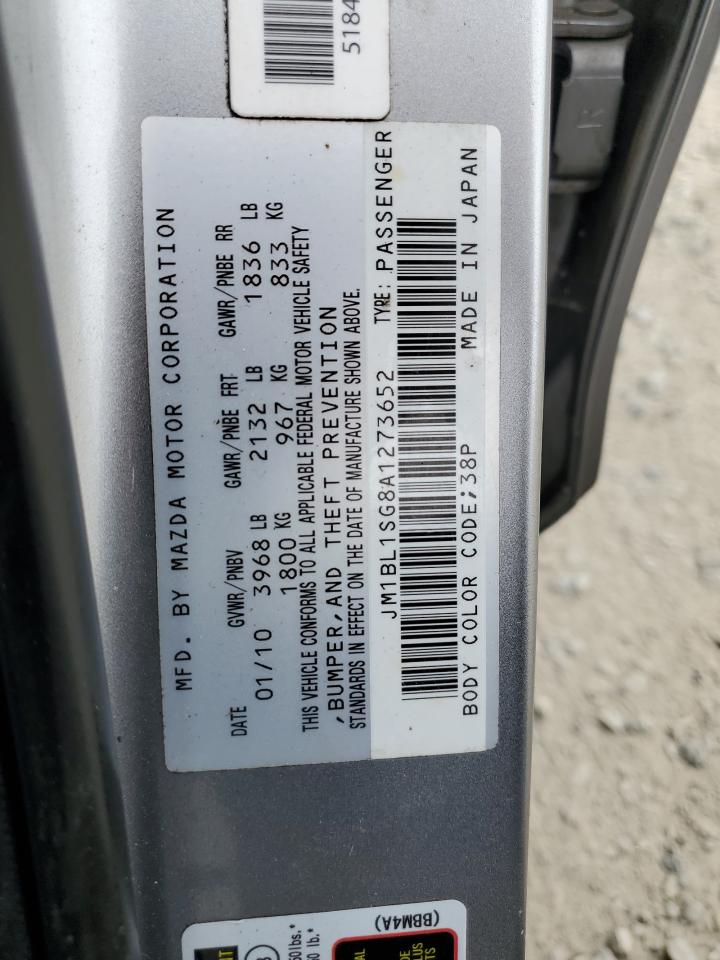 5184
MFD. BY MAZDA MOTOR CORPORATION
DATE GVWR/PNBV GAWR/PNBE FRT GAWR/PNBE RR
01/10 3968 LB 2132 LB 1836 LB
1800 KG 967 KG 833 KG
THIS VEHICLE CONFORMS TO ALL APPLICABLE FEDERAL MOTOR VEHICLE SAFETY
,BUMPER,AND THEFT PREVENTION
STANDARDS IN EFFECT ON THE DATE OF MANUFACTURE SHOWN ABOVE.
JM1BL1SG8A1273652 TYPE: PASSENGER
BODY COLOR CODE;38P MADE IN JAPAN
(BBM4A)
R